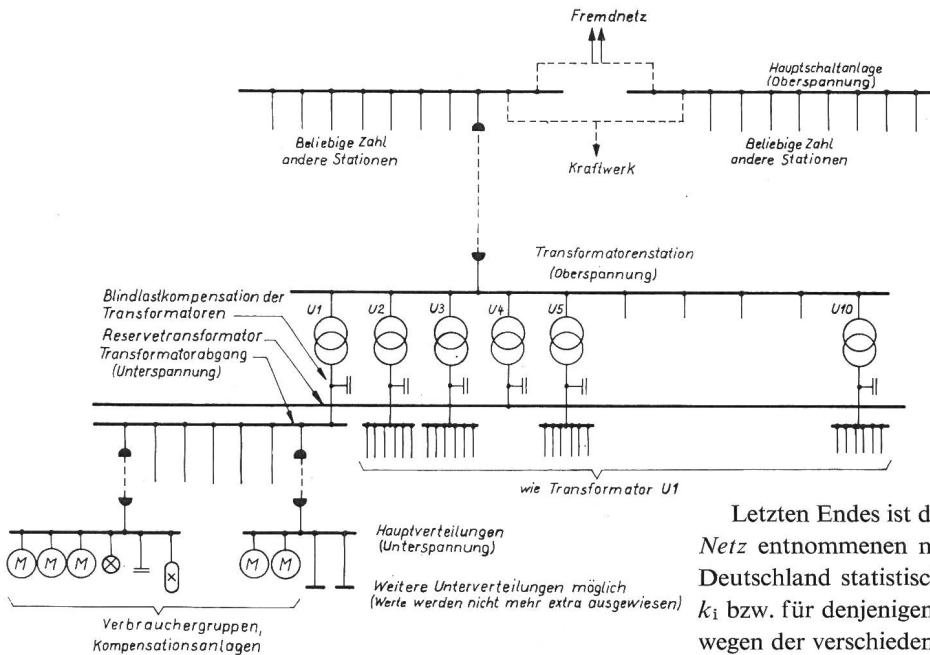 Fremdnetz
Hauptschaltanlage
(Oberspannung)
Beliebige Zahl
andere Stationen
Kraftwerk
Beliebige Zahl
andere Stationen
Transformatorenstation
(Oberspannung)
Blindlastkompensation der
Transformatoren
Reservetransformator
Transformatorabgang
(Unterspannung)
U1
U2
U3
U4
U5
U10
wie Transformator U1
Hauptverteilungen
(Unterspannung)
M
M
M
M
M
Weitere Unterverteilungen möglich
(Werte werden nicht mehr extra ausgewiesen)
Verbrauchergruppen,
Kompensationsanlagen
Letzten Endes ist d
Netz entnommenen n
Deutschland statistisc
ki bzw. für denjenigen
wegen der verschieden